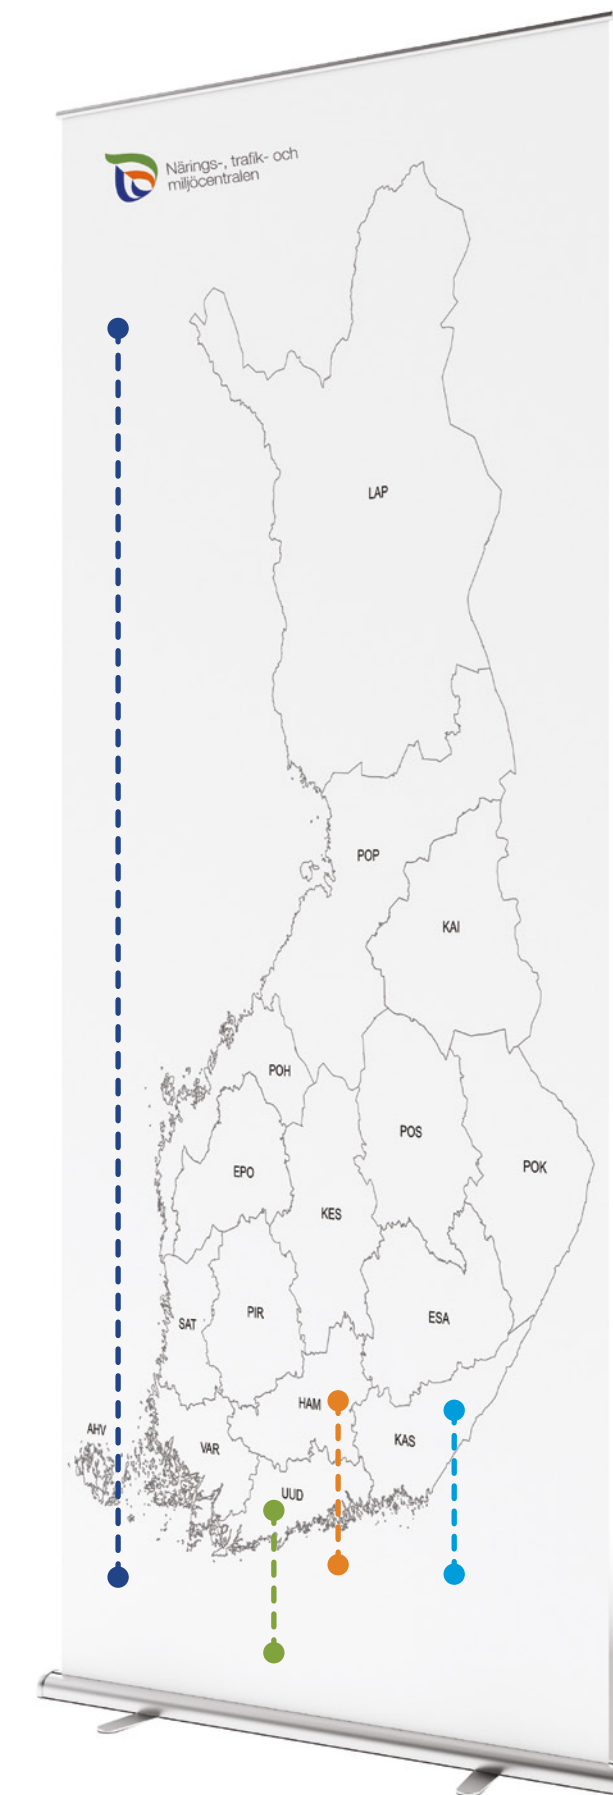 Närings-, trafik- och
miljöcentralen
LAP
POP
KAI
POH
POS
EPO
POK
KES
SAT
PIR
ESA
HAM
AHV
VAR
KAS
UUD